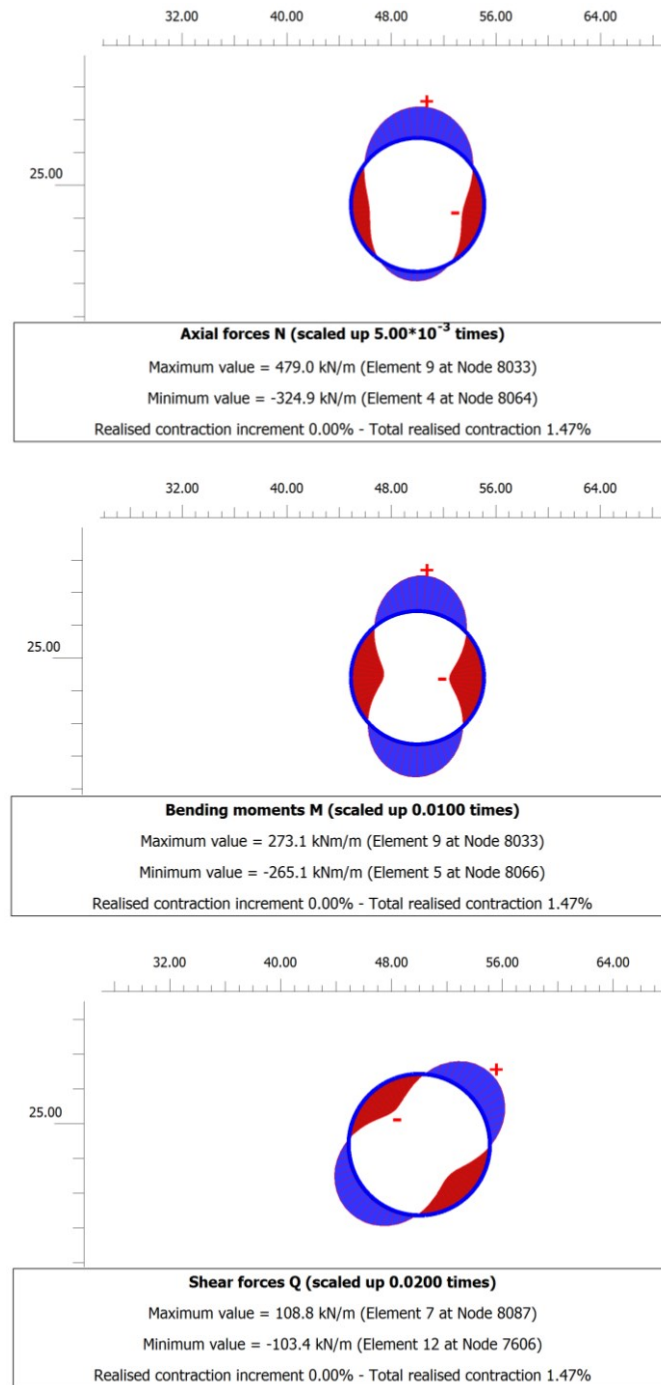 32.00 40.00 48.00 56.00 64.00
+
25.00
-
Axial forces N (scaled up 5.00*10⁻³ times)
Maximum value = 479.0 kN/m (Element 9 at Node 8033)
Minimum value = -324.9 kN/m (Element 4 at Node 8064)
Realised contraction increment 0.00% - Total realised contraction 1.47%
32.00 40.00 48.00 56.00 64.00
+
25.00
-
Bending moments M (scaled up 0.0100 times)
Maximum value = 273.1 kNm/m (Element 9 at Node 8033)
Minimum value = -265.1 kNm/m (Element 5 at Node 8066)
Realised contraction increment 0.00% - Total realised contraction 1.47%
32.00 40.00 48.00 56.00 64.00
+
25.00
-
Shear forces Q (scaled up 0.0200 times)
Maximum value = 108.8 kN/m (Element 7 at Node 8087)
Minimum value = -103.4 kN/m (Element 12 at Node 7606)
Realised contraction increment 0.00% - Total realised contraction 1.47%